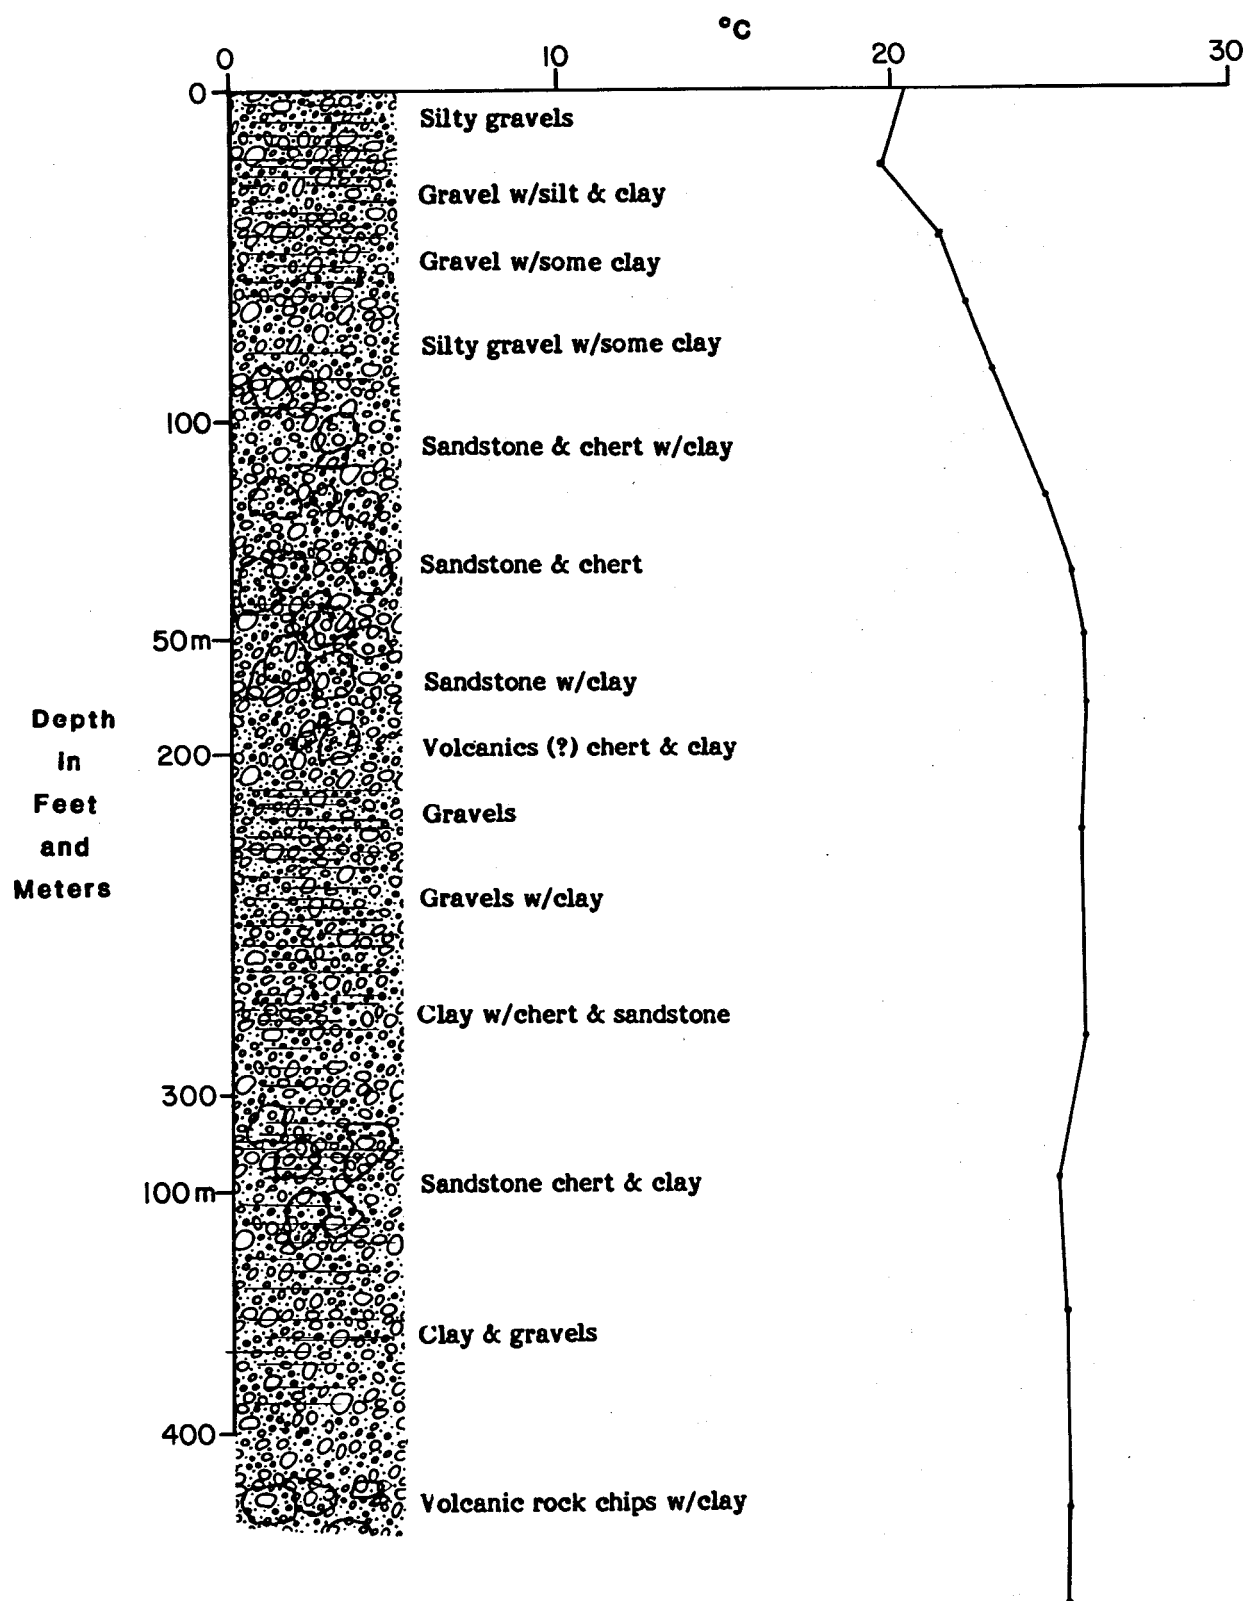 °C
0
10
20
30
0
Silty gravels
Gravel w/silt & clay
Gravel w/some clay
Silty gravel w/some clay
100
Sandstone & chert w/clay
Sandstone & chert
50m
Sandstone w/clay
Depth
in
Feet
and
Meters
200
Volcanics (?) chert & clay
Gravels
Gravels w/clay
Clay w/chert & sandstone
300
Sandstone chert & clay
100m
Clay & gravels
400
Volcanic rock chips w/clay